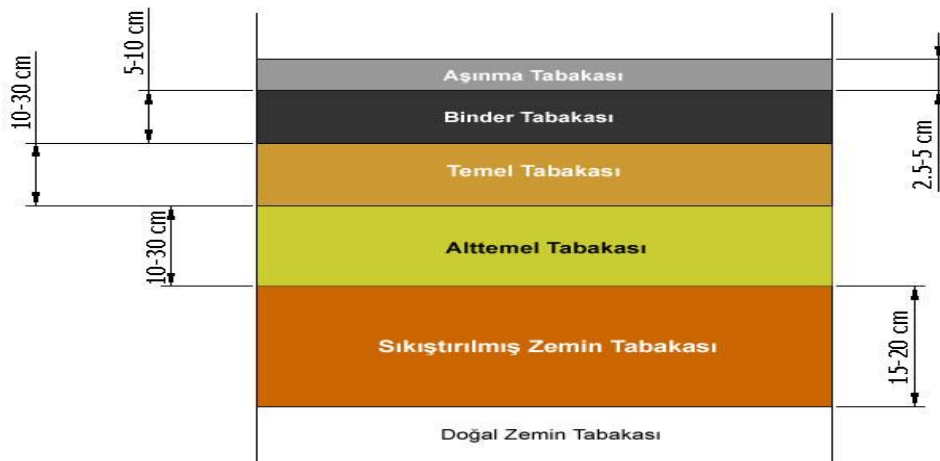 5-10 cm
10-30 cm
Aşınma Tabakası
2.5-5 cm
Binder Tabakası
Temel Tabakası
10-30 cm
Alttemel Tabakası
Sıkıştırılmış Zemin Tabakası
15-20 cm
Doğal Zemin Tabakası